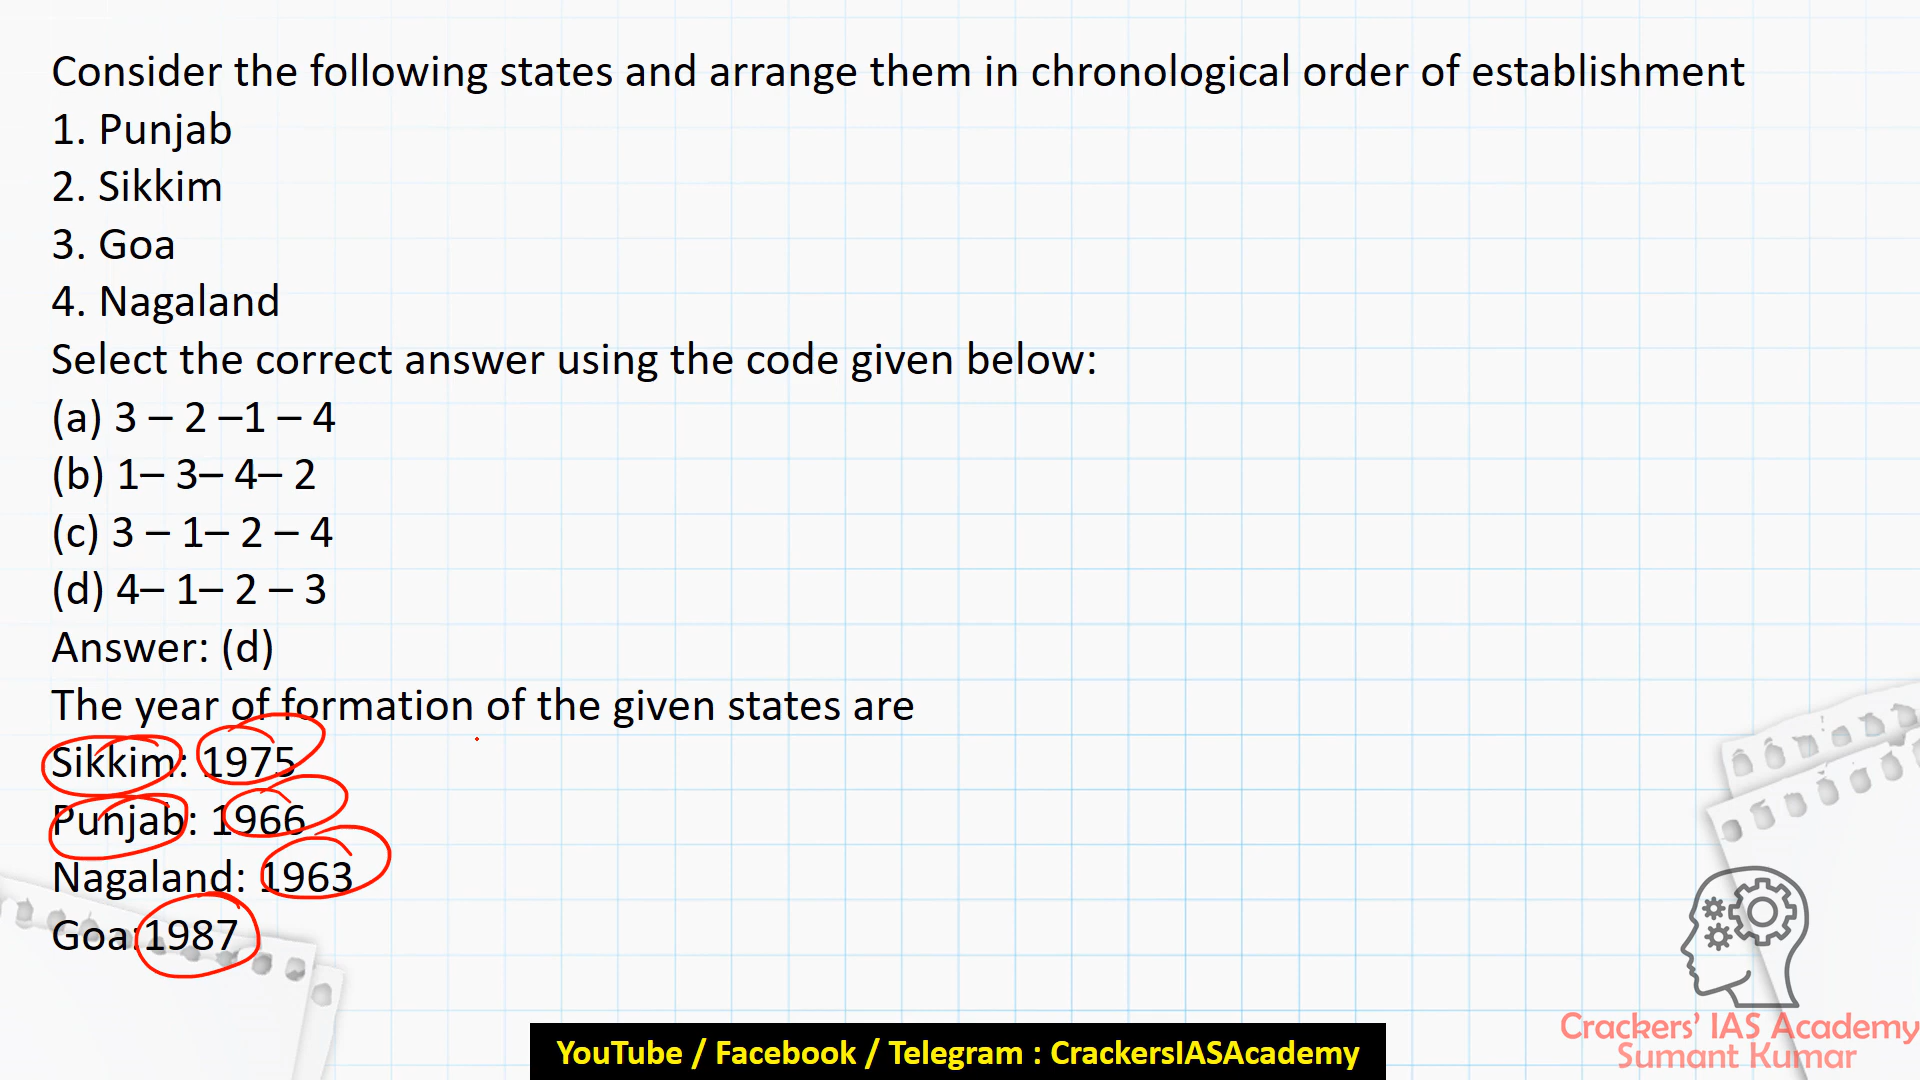 Consider the following states and arrange them in chronological order of establishment
1. Punjab
2. Sikkim
3. Goa
4. Nagaland
Select the correct answer using the code given below:
(a) 3 – 2 –1 – 4
(b) 1– 3– 4– 2
(c) 3 – 1– 2 – 4
(d) 4– 1– 2 – 3
Answer: (d)
The year of formation of the given states are
Sikkim: 1975
Punjab: 1966
Nagaland: 1963
Goa:1987
Crackers’ IAS Academy
Sumant Kumar
YouTube / Facebook / Telegram : CrackersIASAcademy